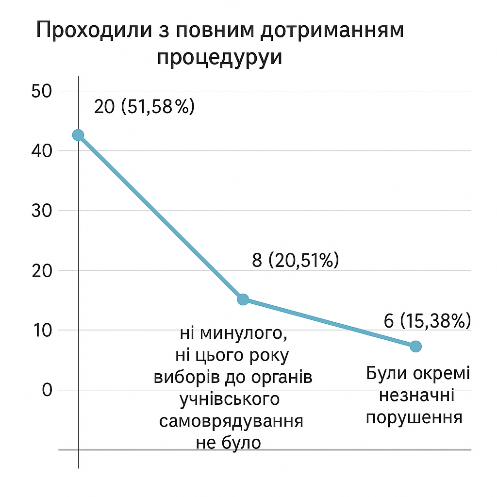 Проходили з повним дотриманням
процедуруи
50
20 (51,58%)
40
30
20
8 (20,51%)
10
6 (15,38%)
ні минулого,
ні цього року
виборів до органів
учнівського
самоврядування
не було
Були окремі
незначні
порушення
0